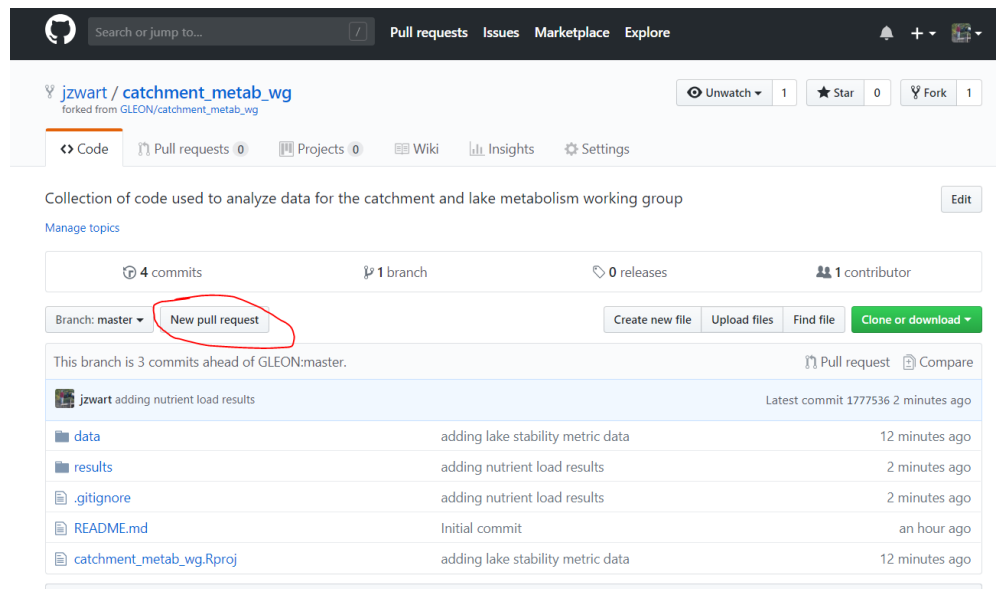 Search or jump to... / Pull requests Issues Marketplace Explore
jzwart / catchment_metab_wg Unwatch 1 Star 0 Fork 1
forked from GLEON/catchment_metab_wg
Code Pull requests 0 Projects 0 Wiki Insights Settings
Collection of code used to analyze data for the catchment and lake metabolism working group Edit
Manage topics
4 commits 1 branch 0 releases 1 contributor
Branch: master New pull request Create new file Upload files Find file Clone or download
This branch is 3 commits ahead of GLEON:master. Pull request Compare
jzwart adding nutrient load results Latest commit 1777536 2 minutes ago
data adding lake stability metric data 12 minutes ago
results adding nutrient load results 2 minutes ago
.gitignore adding nutrient load results 2 minutes ago
README.md Initial commit an hour ago
catchment_metab_wg.Rproj adding lake stability metric data 12 minutes ago